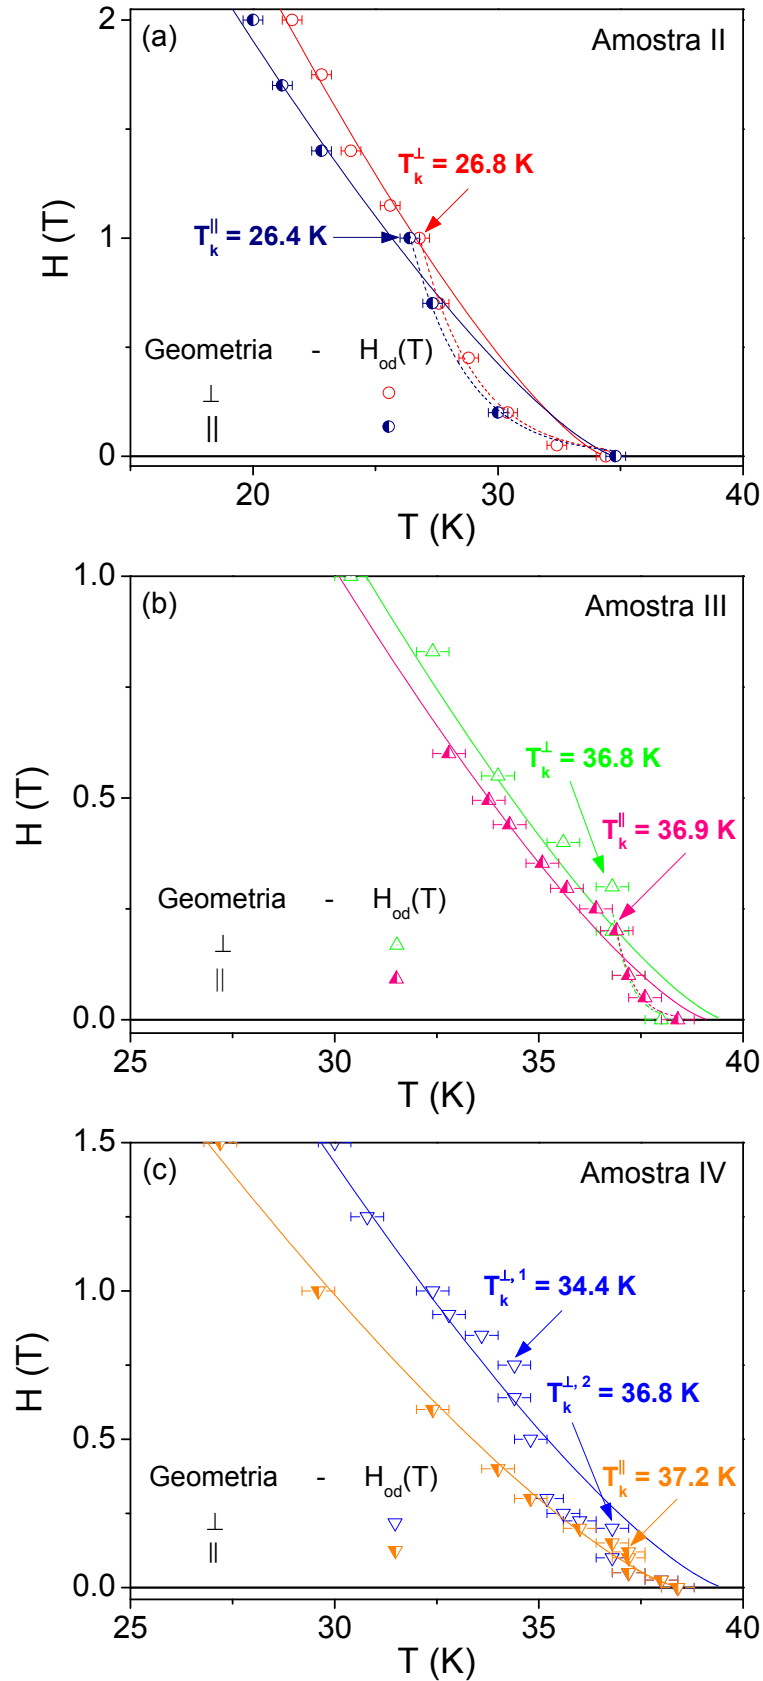 (a)
Amostra II
H (T)
2
1
0
T_k^⊥ = 26.8 K
T_k^|| = 26.4 K
Geometria - H_od(T)
⊥
||
20 30 40
T (K)
(b)
Amostra III
H (T)
1.0
0.5
0.0
T_k^⊥ = 36.8 K
T_k^|| = 36.9 K
Geometria - H_od(T)
⊥
||
25 30 35 40
T (K)
(c)
Amostra IV
H (T)
1.5
1.0
0.5
0.0
T_k^⊥, 1 = 34.4 K
T_k^⊥, 2 = 36.8 K
T_k^|| = 37.2 K
Geometria - H_od(T)
⊥
||
25 30 35 40
T (K)